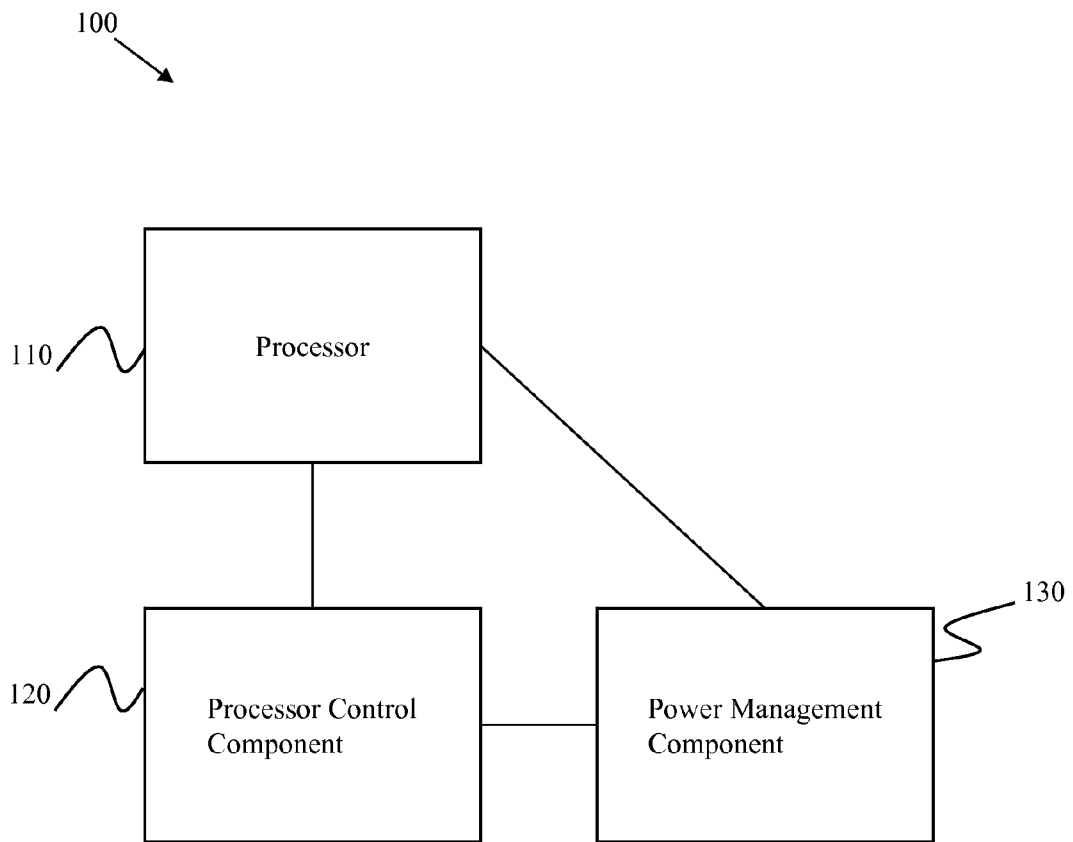 100
110
Processor
130
120
Processor Control
Component
Power Management
Component